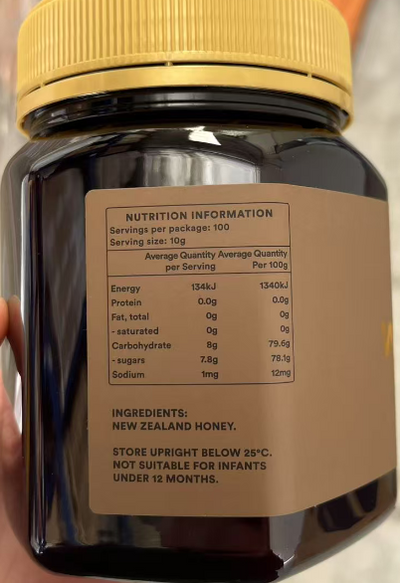 NUTRITION INFORMATION
Servings per package: 100
Serving size: 10g
Average Quantity per Serving Average Quantity Per 100g
Energy 134kJ 1340kJ
Protein 0.0g 0.0g
Fat, total 0g 0g
- saturated 0g 0g
Carbohydrate 8g 79.6g
- sugars 7.8g 78.1g
Sodium 1mg 12mg
INGREDIENTS:
NEW ZEALAND HONEY.
STORE UPRIGHT BELOW 25°C.
NOT SUITABLE FOR INFANTS
UNDER 12 MONTHS.